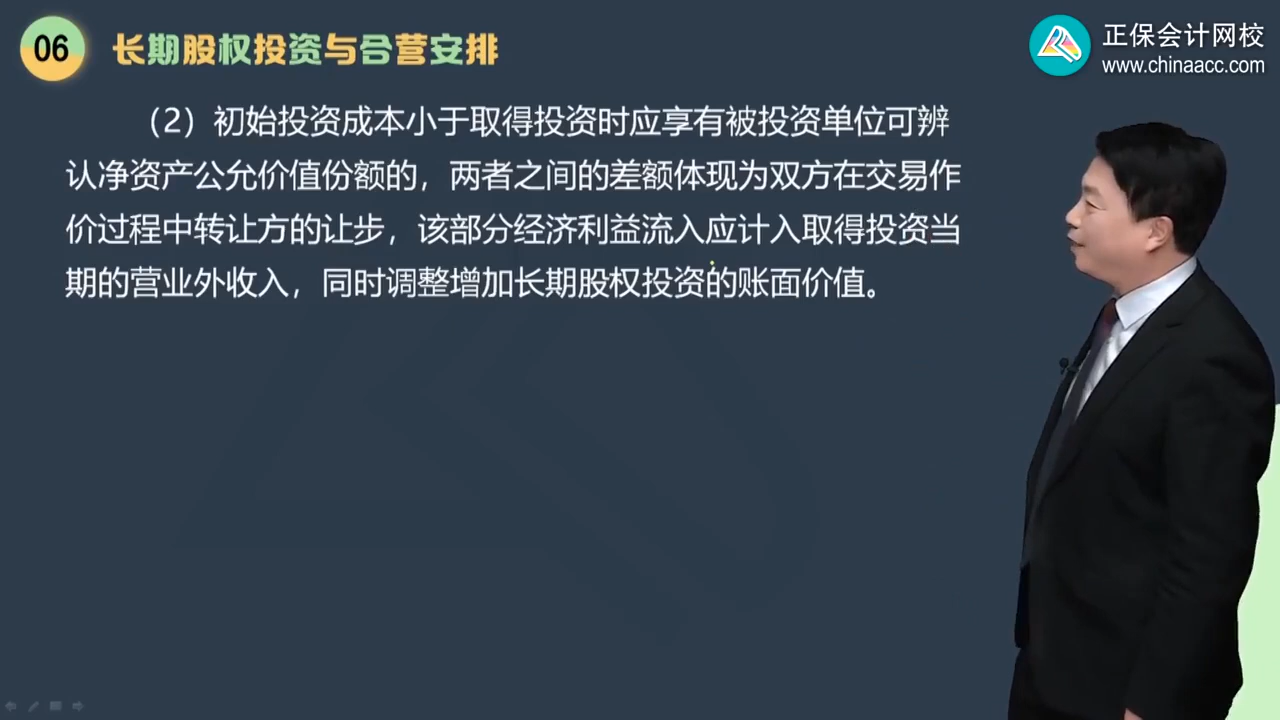 06 长期股权投资与合营安排
正保会计网校
www.chinaacc.com
（2）初始投资成本小于取得投资时应享有被投资单位可辨
认净资产公允价值份额的，两者之间的差额体现为双方在交易作
价过程中转让方的让步，该部分经济利益流入应计入取得投资当
期的营业外收入，同时调整增加长期股权投资的账面价值。